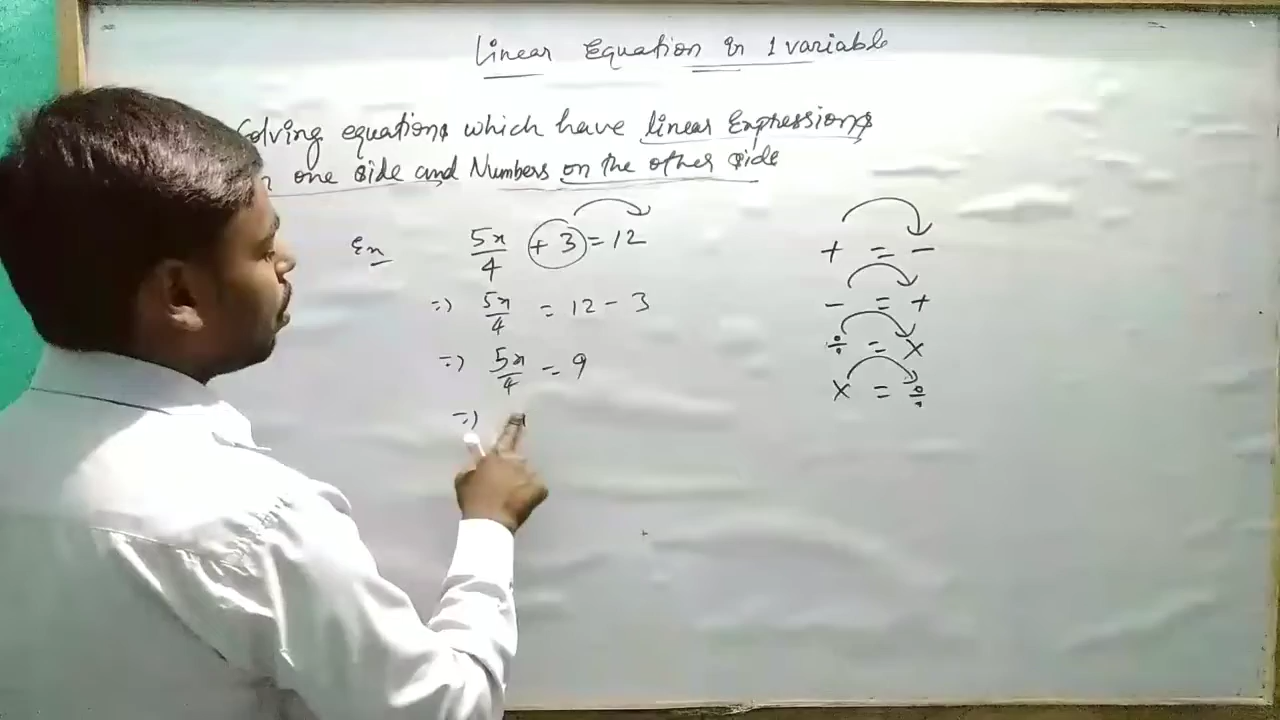 Linear Equation in 1 variable
Solving equations which have linear Expressions
one side and Numbers on the other side
Ex 5x/4 + 3 = 12
=) 5x/4 = 12 - 3
=) 5x/4 = 9
=)
+ = -
- = +
÷ = ×
× = ÷